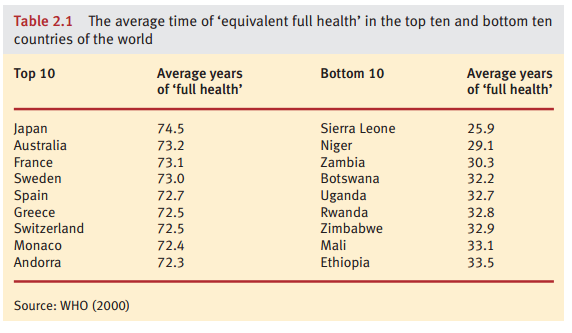 Table 2.1 The average time of ‘equivalent full health’ in the top ten and bottom ten
countries of the world
Top 10 Average years of ‘full health’ Bottom 10 Average years of ‘full health’
Japan 74.5 Sierra Leone 25.9
Australia 73.2 Niger 29.1
France 73.1 Zambia 30.3
Sweden 73.0 Botswana 32.2
Spain 72.7 Uganda 32.7
Greece 72.5 Rwanda 32.8
Switzerland 72.5 Zimbabwe 32.9
Monaco 72.4 Mali 33.1
Andorra 72.3 Ethiopia 33.5
Source: WHO (2000)